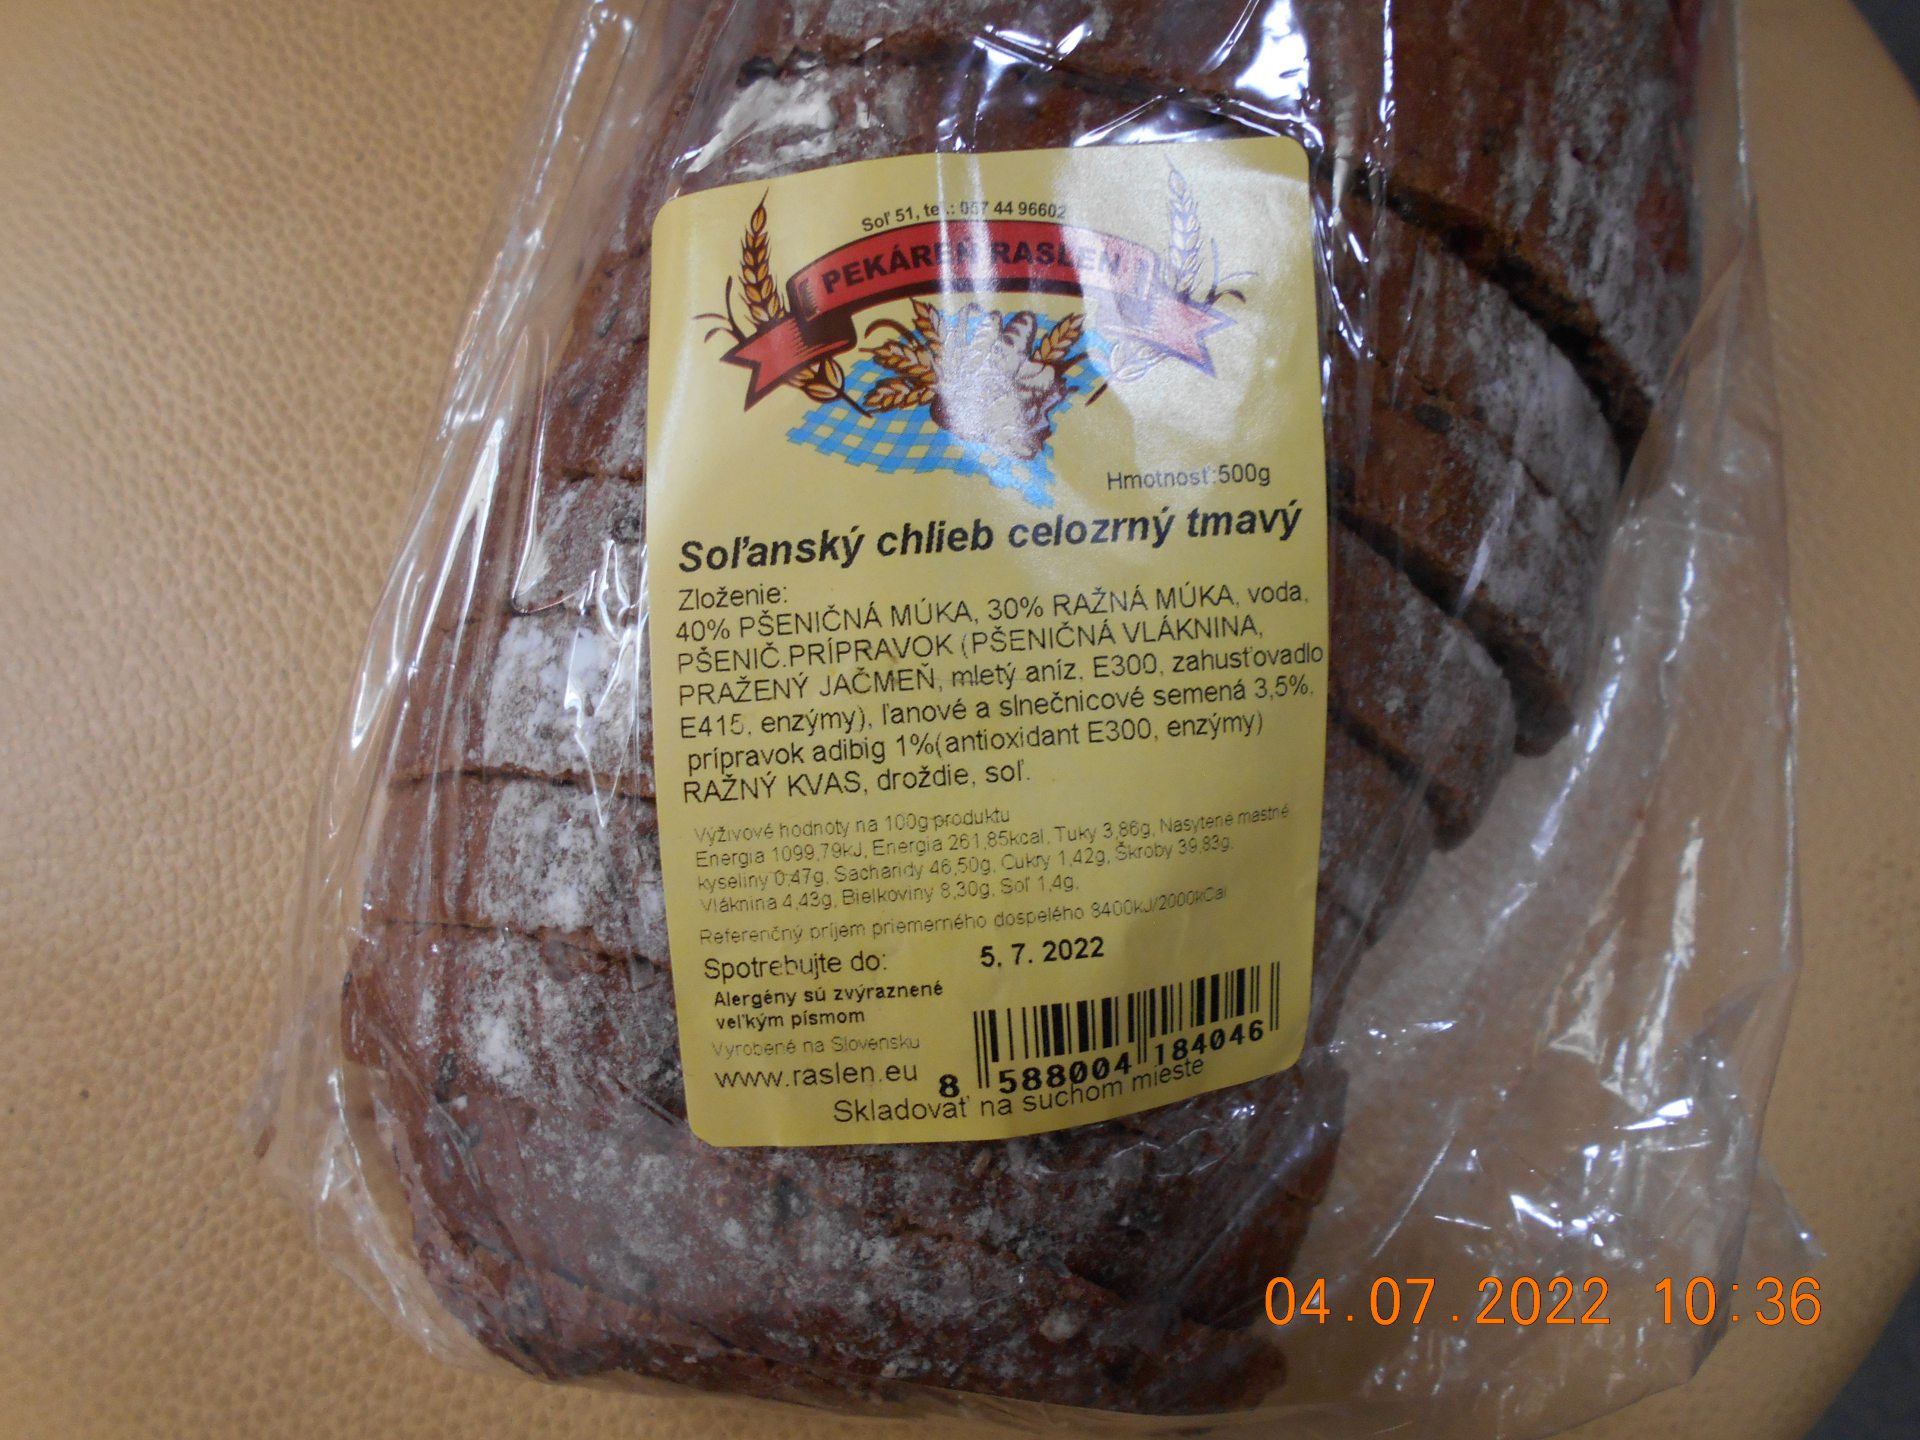 Soľ 51, tel.: 057 44 96602
PEKÁREŇ RASLEN
Hmotnosť:500g
Soľanský chlieb celozrný tmavý
Zloženie:
40% PŠENIČNÁ MÚKA, 30% RAŽNÁ MÚKA, voda,
PŠENIČ.PRÍPRAVOK (PŠENIČNÁ VLÁKNINA,
PRAŽENÝ JAČMEŇ, mletý aníz, E300, zahusťovadlo
E415, enzýmy), ľanové a slnečnicové semená 3,5%,
prípravok adibig 1%(antioxidant E300, enzýmy)
RAŽNÝ KVAS, droždie, soľ.
Výživové hodnoty na 100g produktu
Energia 1099,79kJ, Energia 261,85kcal, Tuky 3,86g, Nasytené mastné
kyseliny 0,47g, Sacharidy 46,50g, Cukry 1,42g, Škroby 39,83g,
Vláknina 4,43g, Bielkoviny 8,30g, Soľ 1,4g,
Referenčný príjem priemerného dospelého 8400kJ/2000kCal
Spotrebujte do: 5. 7. 2022
Alergény sú zvýraznené
veľkým písmom
Vyrobené na Slovensku
www.raslen.eu
8 588004 184046
Skladovať na suchom mieste
04.07.2022 10:36